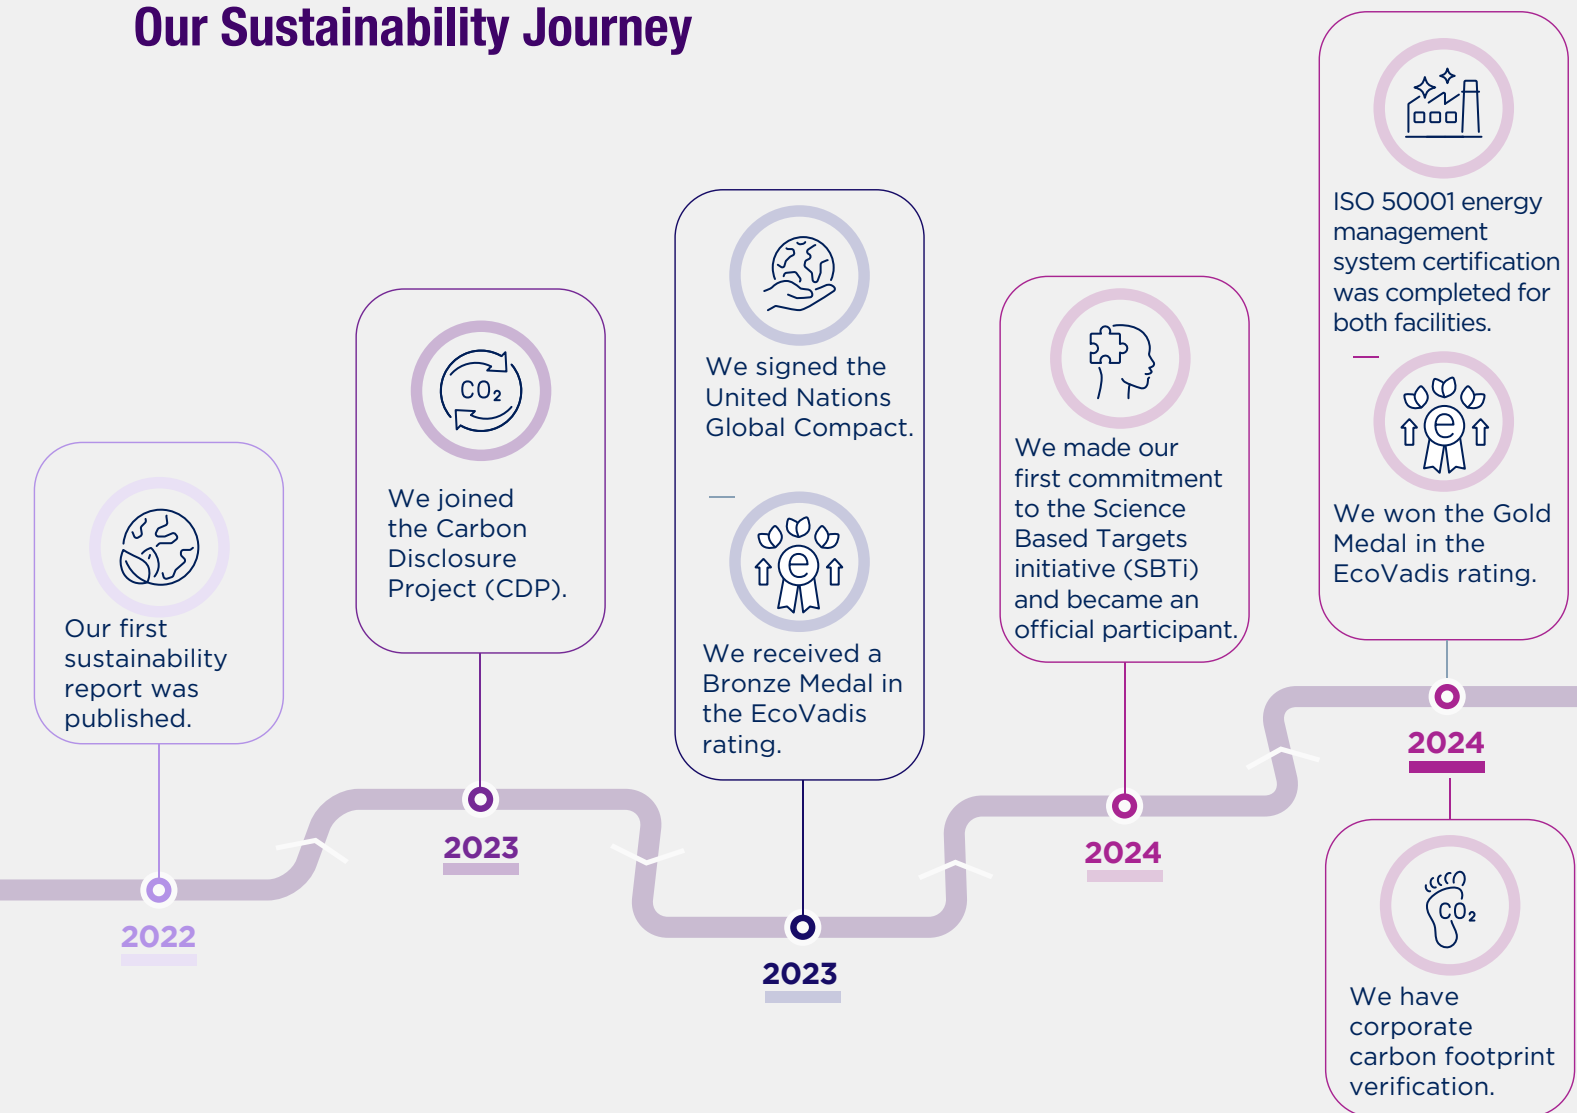 Our Sustainability Journey
Our first
sustainability
report was
published.
2022
CO₂
We joined
the Carbon
Disclosure
Project (CDP).
2023
We signed the
United Nations
Global Compact.
e
We received a
Bronze Medal in
the EcoVadis
rating.
2023
We made our
first commitment
to the Science
Based Targets
initiative (SBTi)
and became an
official participant.
2024
ISO 50001 energy
management
system certification
was completed for
both facilities.
e
We won the Gold
Medal in the
EcoVadis rating.
2024
CO₂
We have
corporate
carbon footprint
verification.